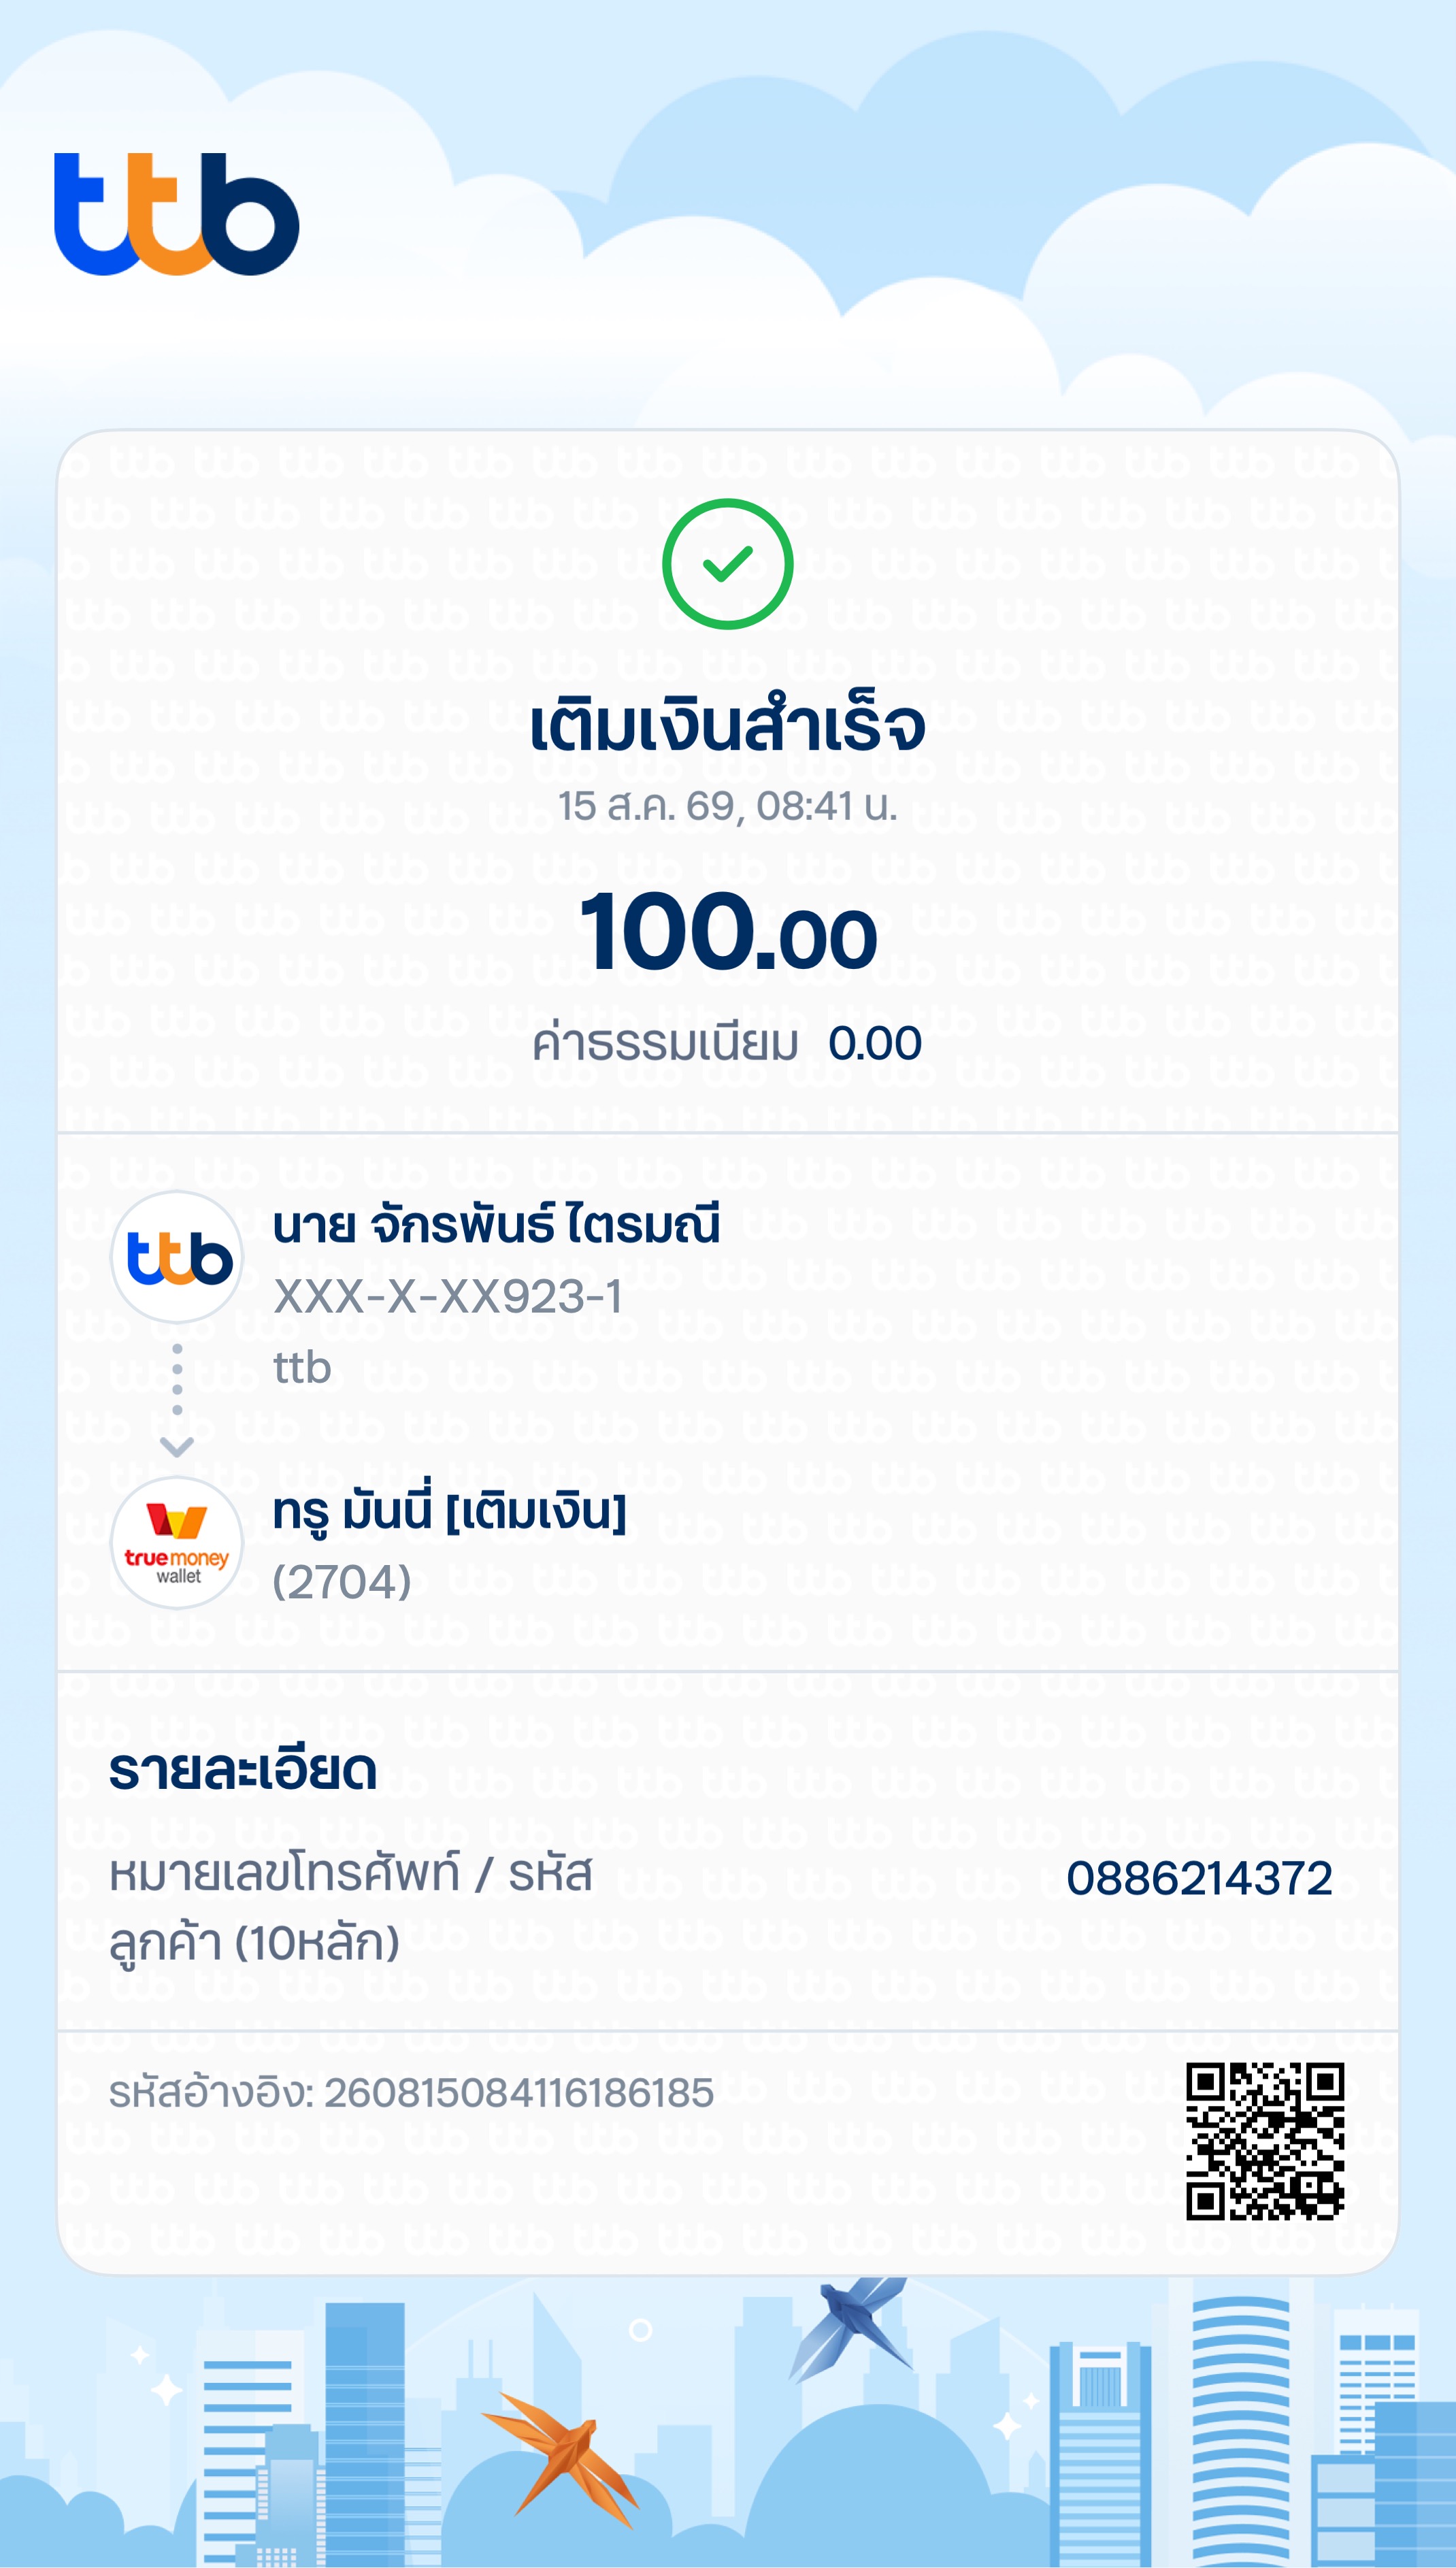 ttb
เติมเงินสำเร็จ
15 ส.ค. 69, 08:41 น.
100.00
ค่าธรรมเนียม 0.00
ttb
นาย จักรพันธ์ ไตรมณี
XXX-X-XX923-1
ttb
truemoney
wallet
ทรู มันนี่ [เติมเงิน]
(2704)
รายละเอียด
หมายเลขโทรศัพท์ / รหัส 0886214372
ลูกค้า (10หลัก)
รหัสอ้างอิง: 260815084116186185